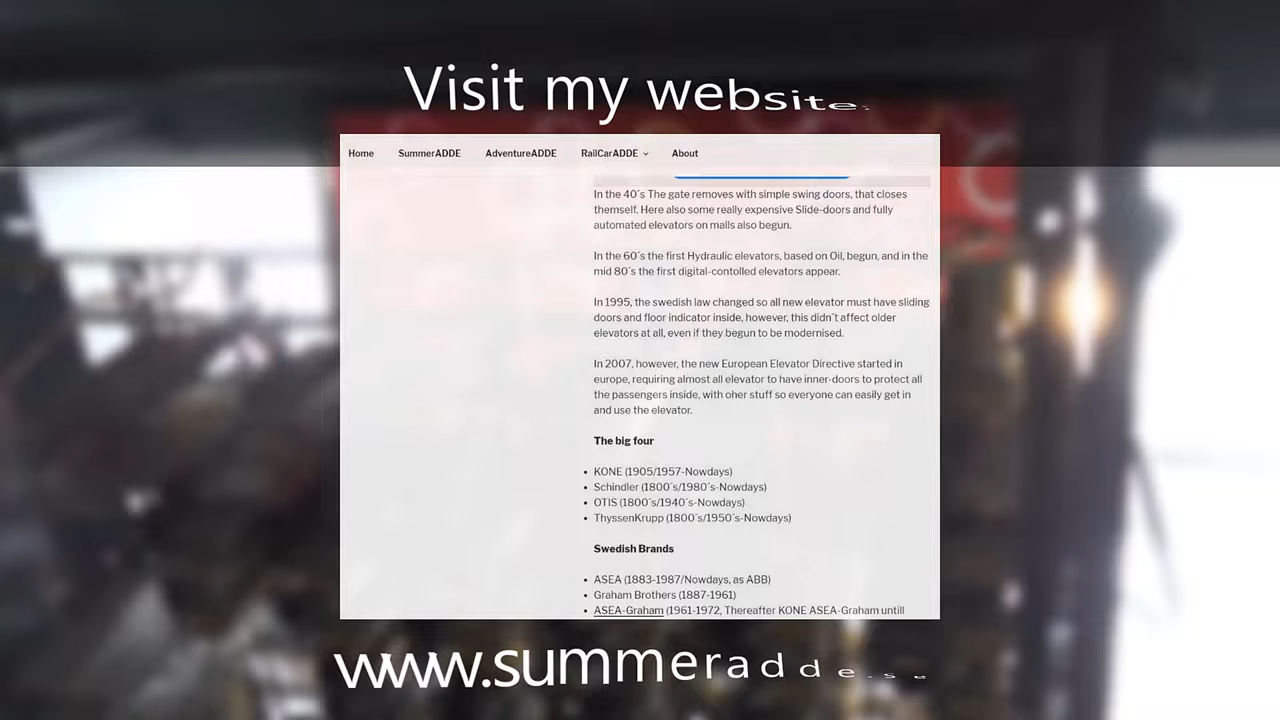 Visit my website.
Home SummerADDE AdventureADDE RailCarADDE About
In the 40´s The gate removes with simple swing doors, that closes
themself. Here also some really expensive Slide-doors and fully
automated elevators on malls also begun.
In the 60´s the first Hydraulic elevators, based on Oil, begun, and in the
mid 80´s the first digital-contolled elevators appear.
In 1995, the swedish law changed so all new elevator must have sliding
doors and floor indicator inside, however, this didn´t affect older
elevators at all, even if they begun to be modernised.
In 2007, however, the new European Elevator Directive started in
europe, requiring almost all elevator to have inner-doors to protect all
the passengers inside, with oher stuff so everyone can easily get in
and use the elevator.
The big four
• KONE (1905/1957-Nowdays)
• Schindler (1800´s/1980´s-Nowdays)
• OTIS (1800´s/1940´s-Nowdays)
• ThyssenKrupp (1800´s/1950´s-Nowdays)
Swedish Brands
• ASEA (1883-1987/Nowdays, as ABB)
• Graham Brothers (1887-1961)
• ASEA-Graham (1961-1972, Thereafter KONE ASEA-Graham untill
www.summeradde.se